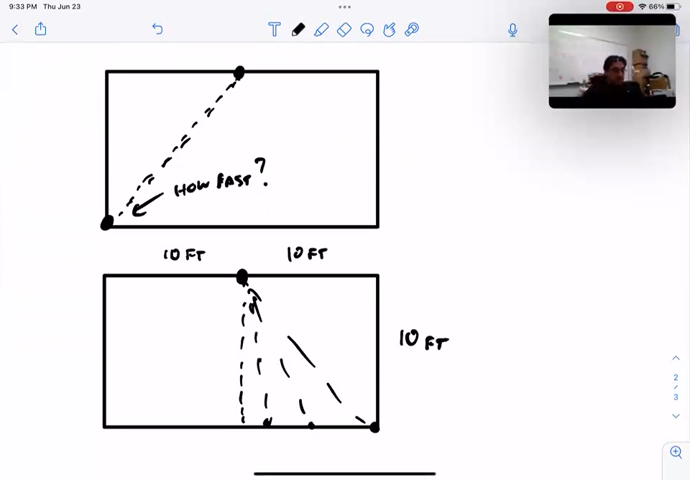 9:33 PM Thu Jun 23
66%
HOW FAST?
10 FT 10 FT
10 FT
2
/
3